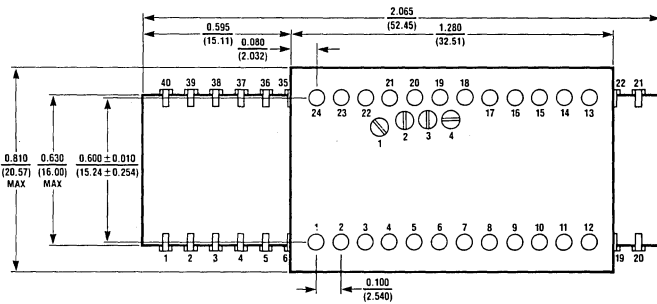 2.065
(52.45)
0.595
(15.11)
1.280
(32.51)
0.080
(2.032)
40 39 38 37 36 35
21 20 19 18
22 21
24 23 22 17 16 15 14 13
1 2 3 4
0.810
(20.57)
MAX
0.630
(16.00)
MAX
0.600 ± 0.010
(15.24 ± 0.254)
1 2 3 4 5 6 7 8 9 10 11 12
1 2 3 4 5 6
19 20
0.100
(2.540)